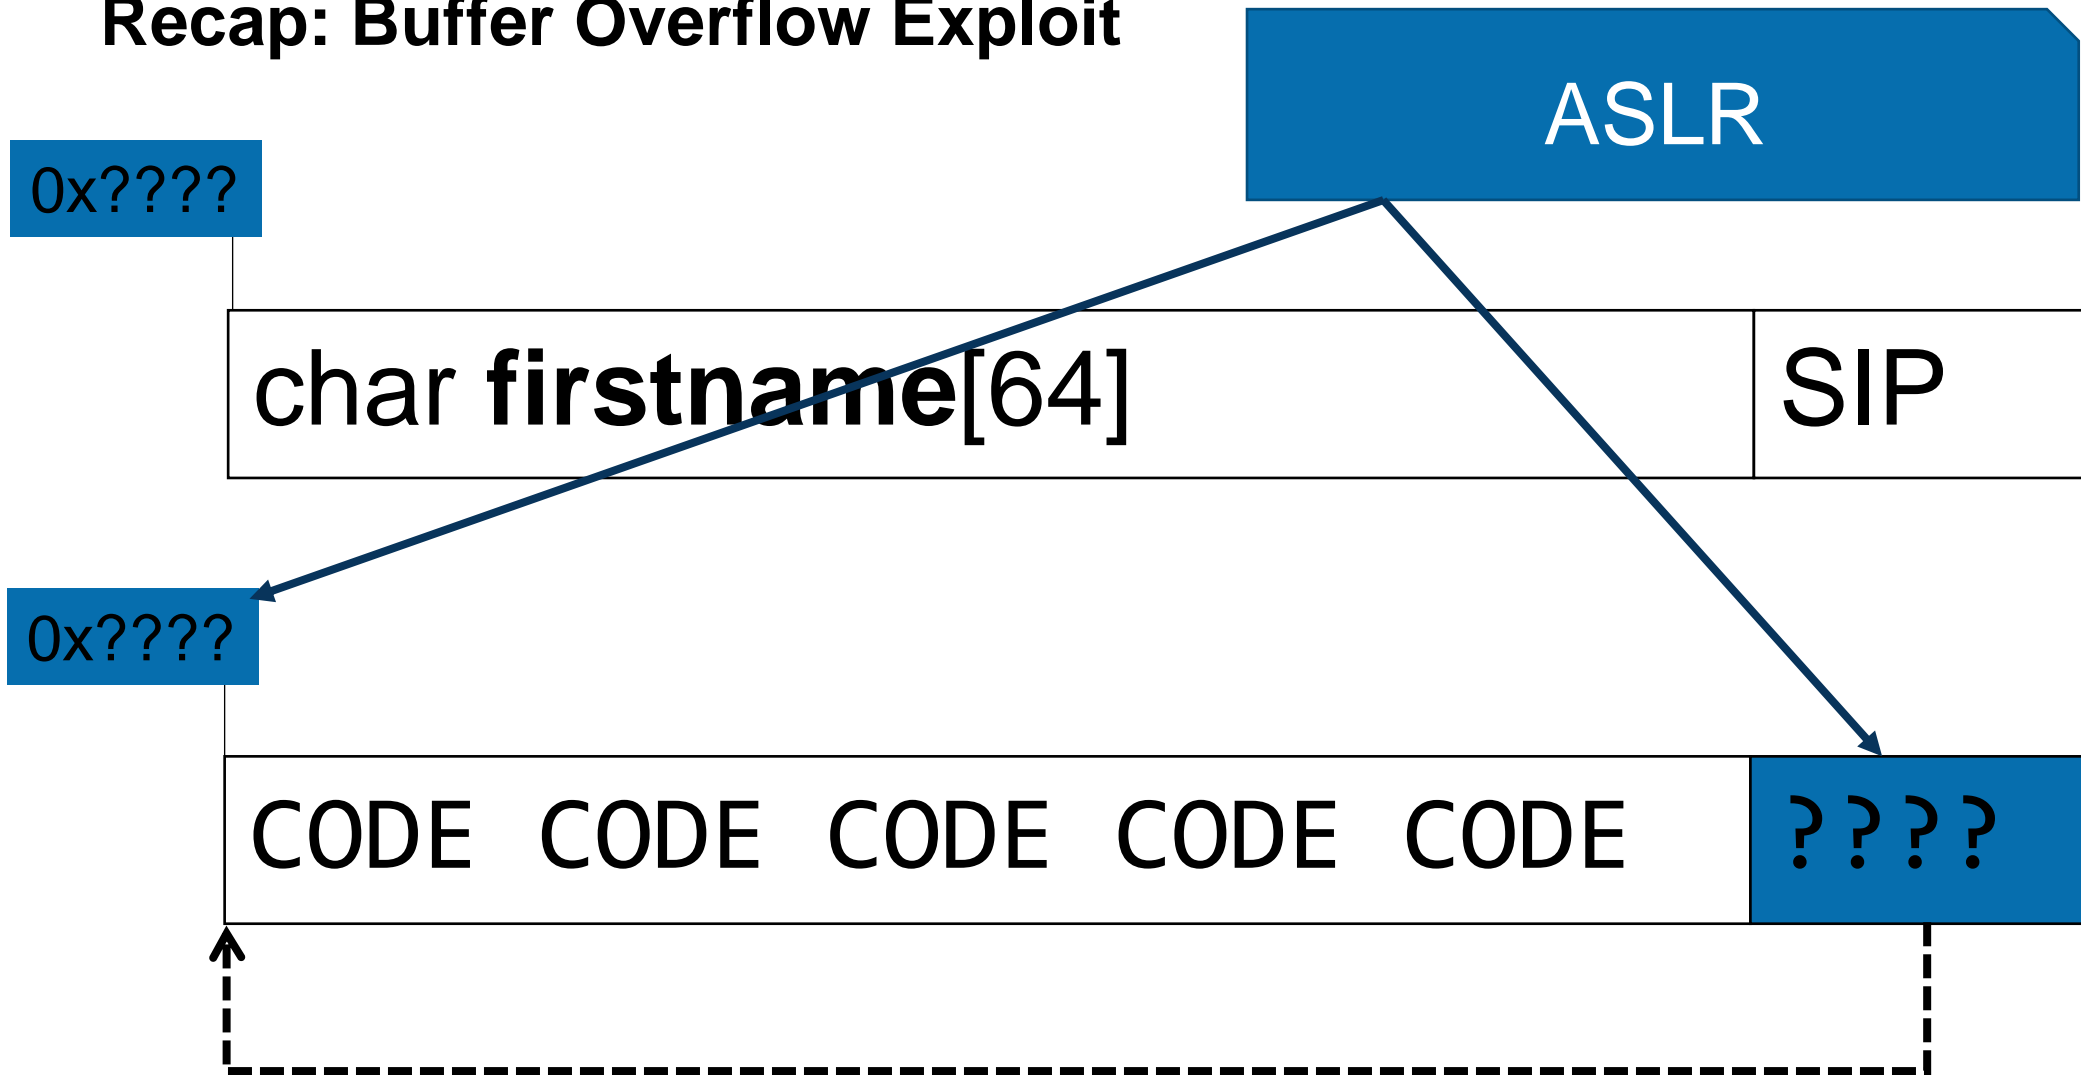 Recap: Buffer Overflow Exploit
ASLR
0x????
char firstname[64]
SIP
0x????
CODE CODE CODE CODE CODE
????